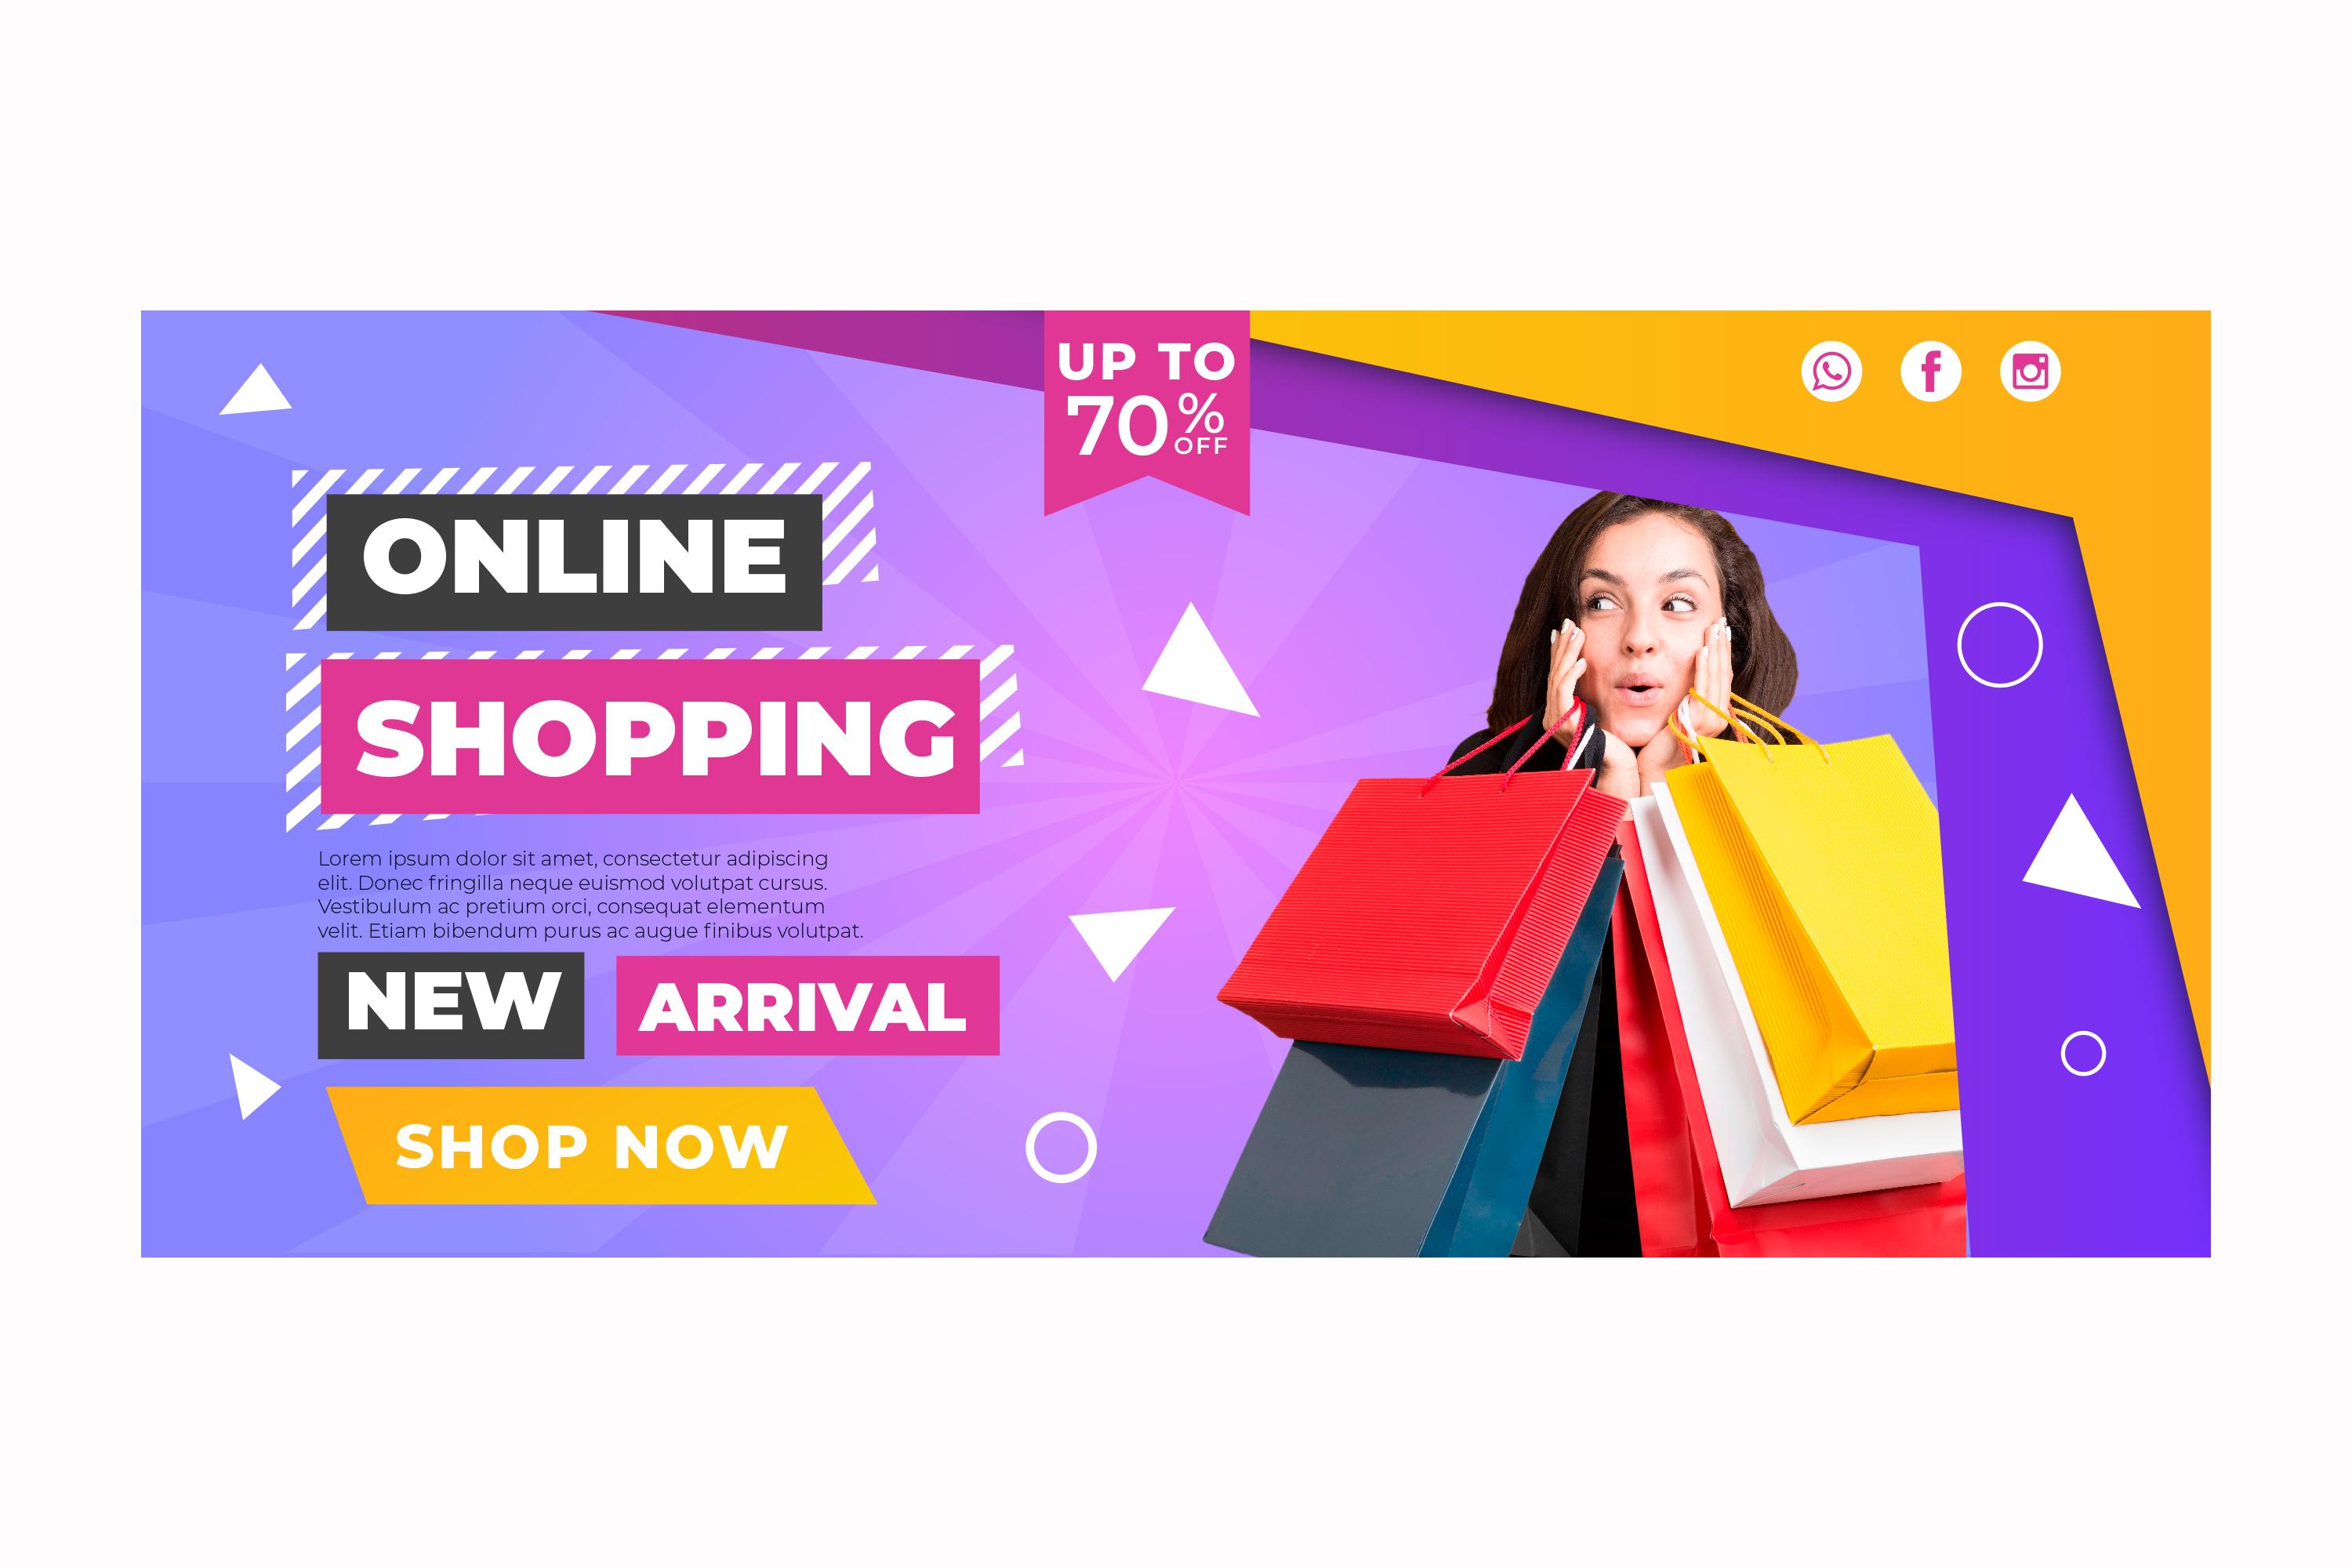 UP TO
70%
OFF
ONLINE
SHOPPING
Lorem ipsum dolor sit amet, consectetur adipiscing
elit. Donec fringilla neque euismod volutpat cursus.
Vestibulum ac pretium orci, consequat elementum
velit. Etiam bibendum purus ac augue finibus volutpat.
NEW ARRIVAL
SHOP NOW